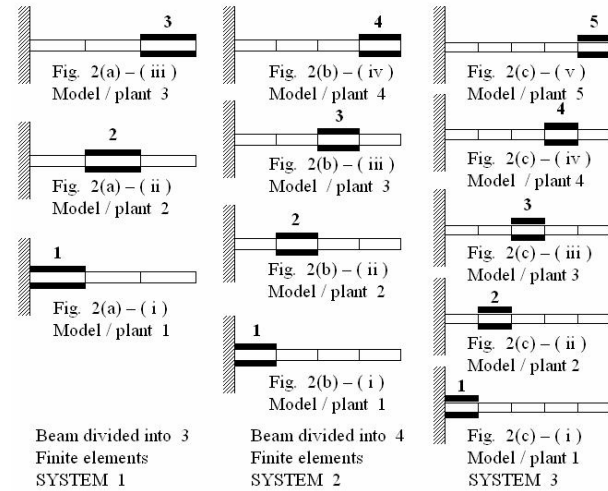 3
Fig. 2(a) – ( iii )
Model / plant 3
2
Fig. 2(a) – ( ii )
Model / plant 2
1
Fig. 2(a) – ( i )
Model / plant 1
Beam divided into 3
Finite elements
SYSTEM 1
4
Fig. 2(b) – ( iv )
Model / plant 4
3
Fig. 2(b) – ( iii )
Model / plant 3
2
Fig. 2(b) – ( ii )
Model / plant 2
1
Fig. 2(b) – ( i )
Model / plant 1
Beam divided into 4
Finite elements
SYSTEM 2
5
Fig. 2(c) – ( v )
Model / plant 5
4
Fig. 2(c) – ( iv )
Model / plant 4
3
Fig. 2(c) – ( iii )
Model / plant 3
2
Fig. 2(c) – ( ii )
Model / plant 2
1
Fig. 2(c) – ( i )
Model / plant 1
SYSTEM 3